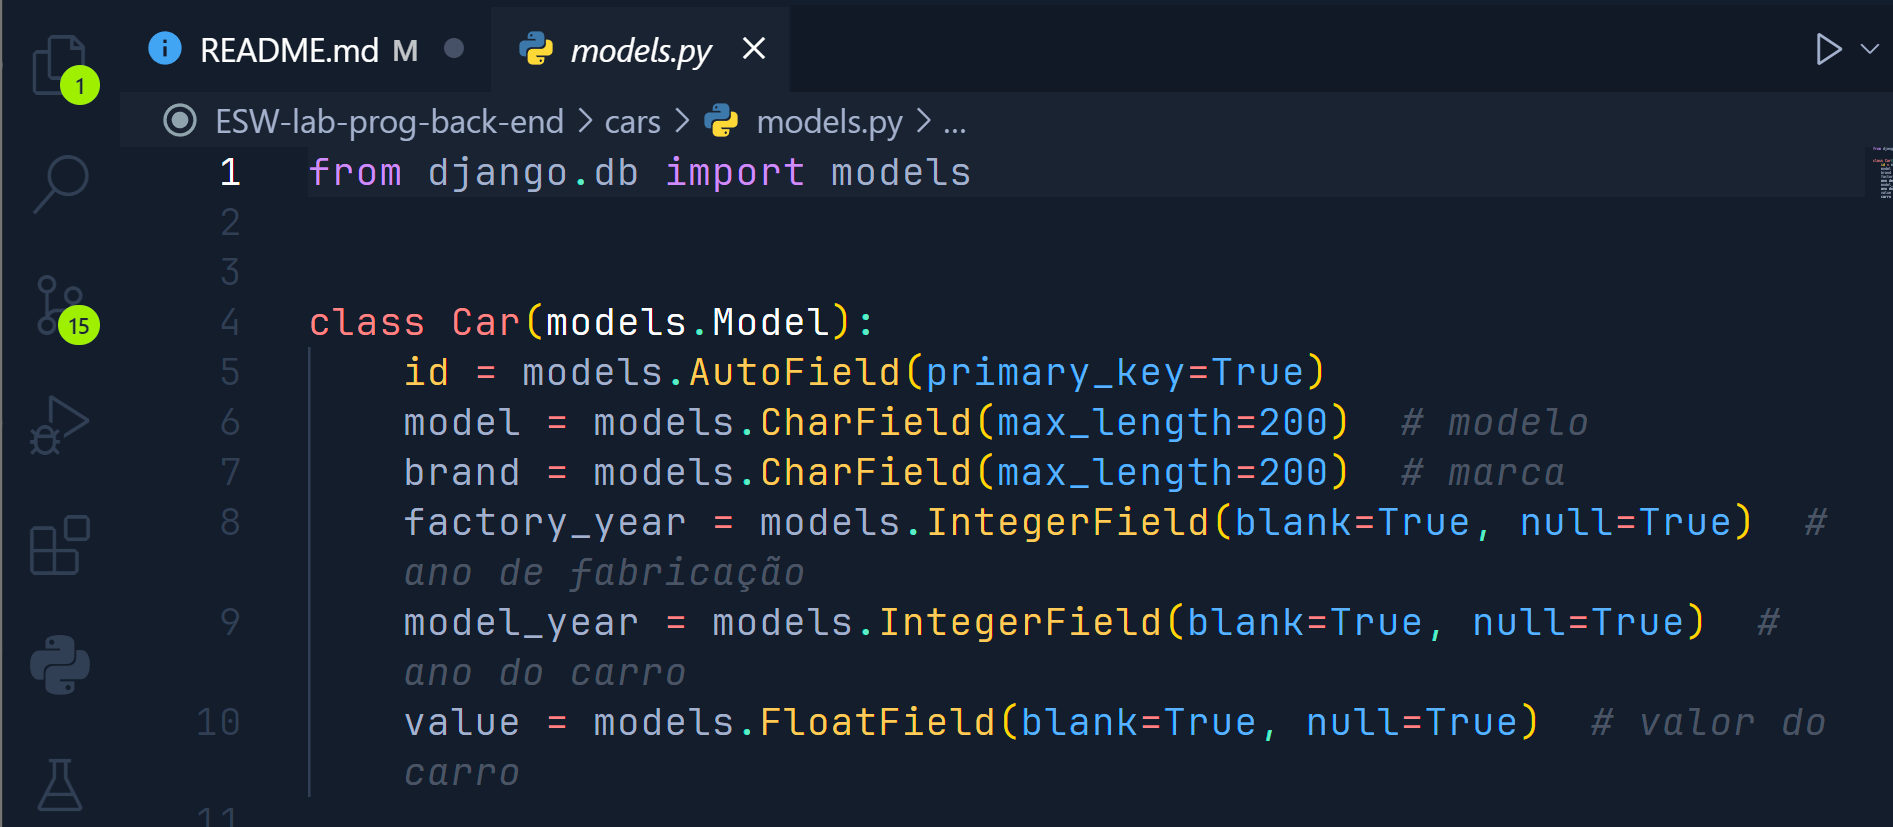 README.md M
models.py
1
ESW-lab-prog-back-end > cars > models.py > ...
1 from django.db import models
2
3
4 class Car(models.Model):
5 id = models.AutoField(primary_key=True)
6 model = models.CharField(max_length=200) # modelo
7 brand = models.CharField(max_length=200) # marca
8 factory_year = models.IntegerField(blank=True, null=True) #
ano de fabricação
9 model_year = models.IntegerField(blank=True, null=True) #
ano do carro
10 value = models.FloatField(blank=True, null=True) # valor do
carro
11
15